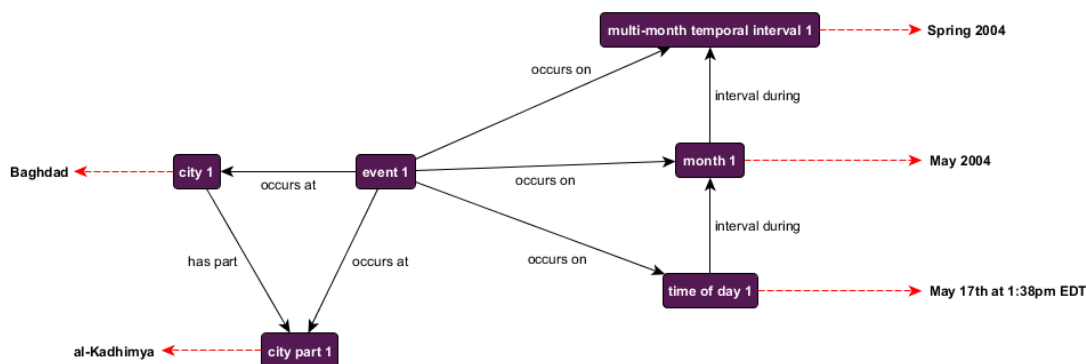 multi-month temporal interval 1
Spring 2004
occurs on
interval during
Baghdad
city 1
occurs at
event 1
occurs on
month 1
May 2004
interval during
has part
occurs at
occurs on
time of day 1
May 17th at 1:38pm EDT
al-Kadhimya
city part 1